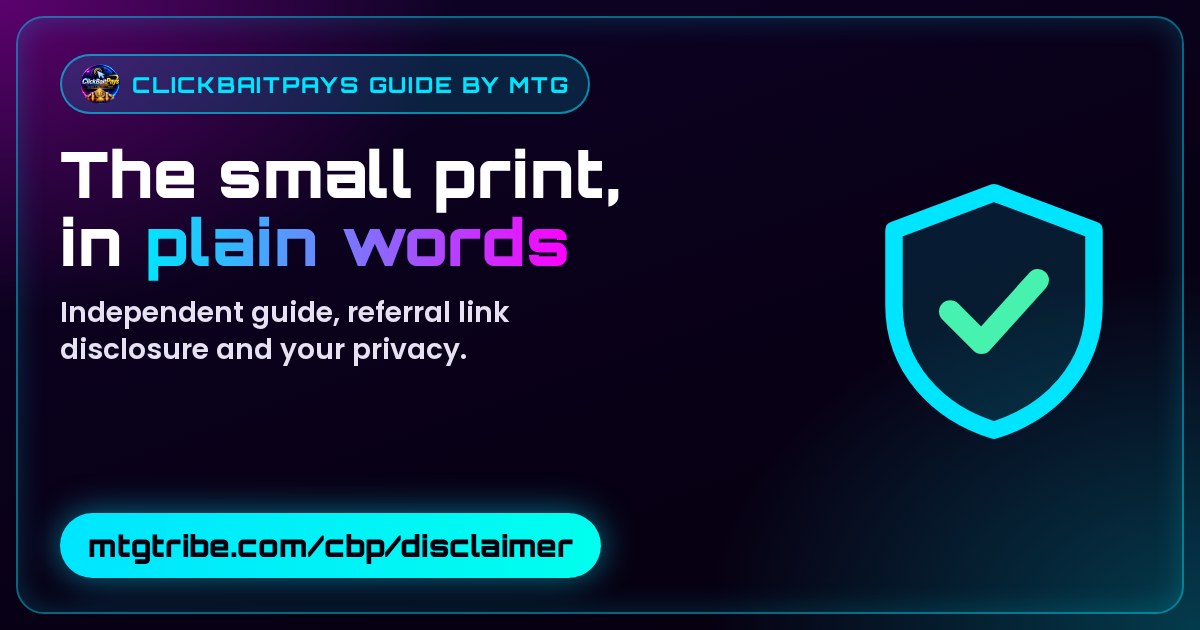 ClickBaitPays
CLICKBAITPAYS GUIDE BY MTG
The small print,
in plain words
Independent guide, referral link
disclosure and your privacy.
mtgtribe.com/cbp/disclaimer